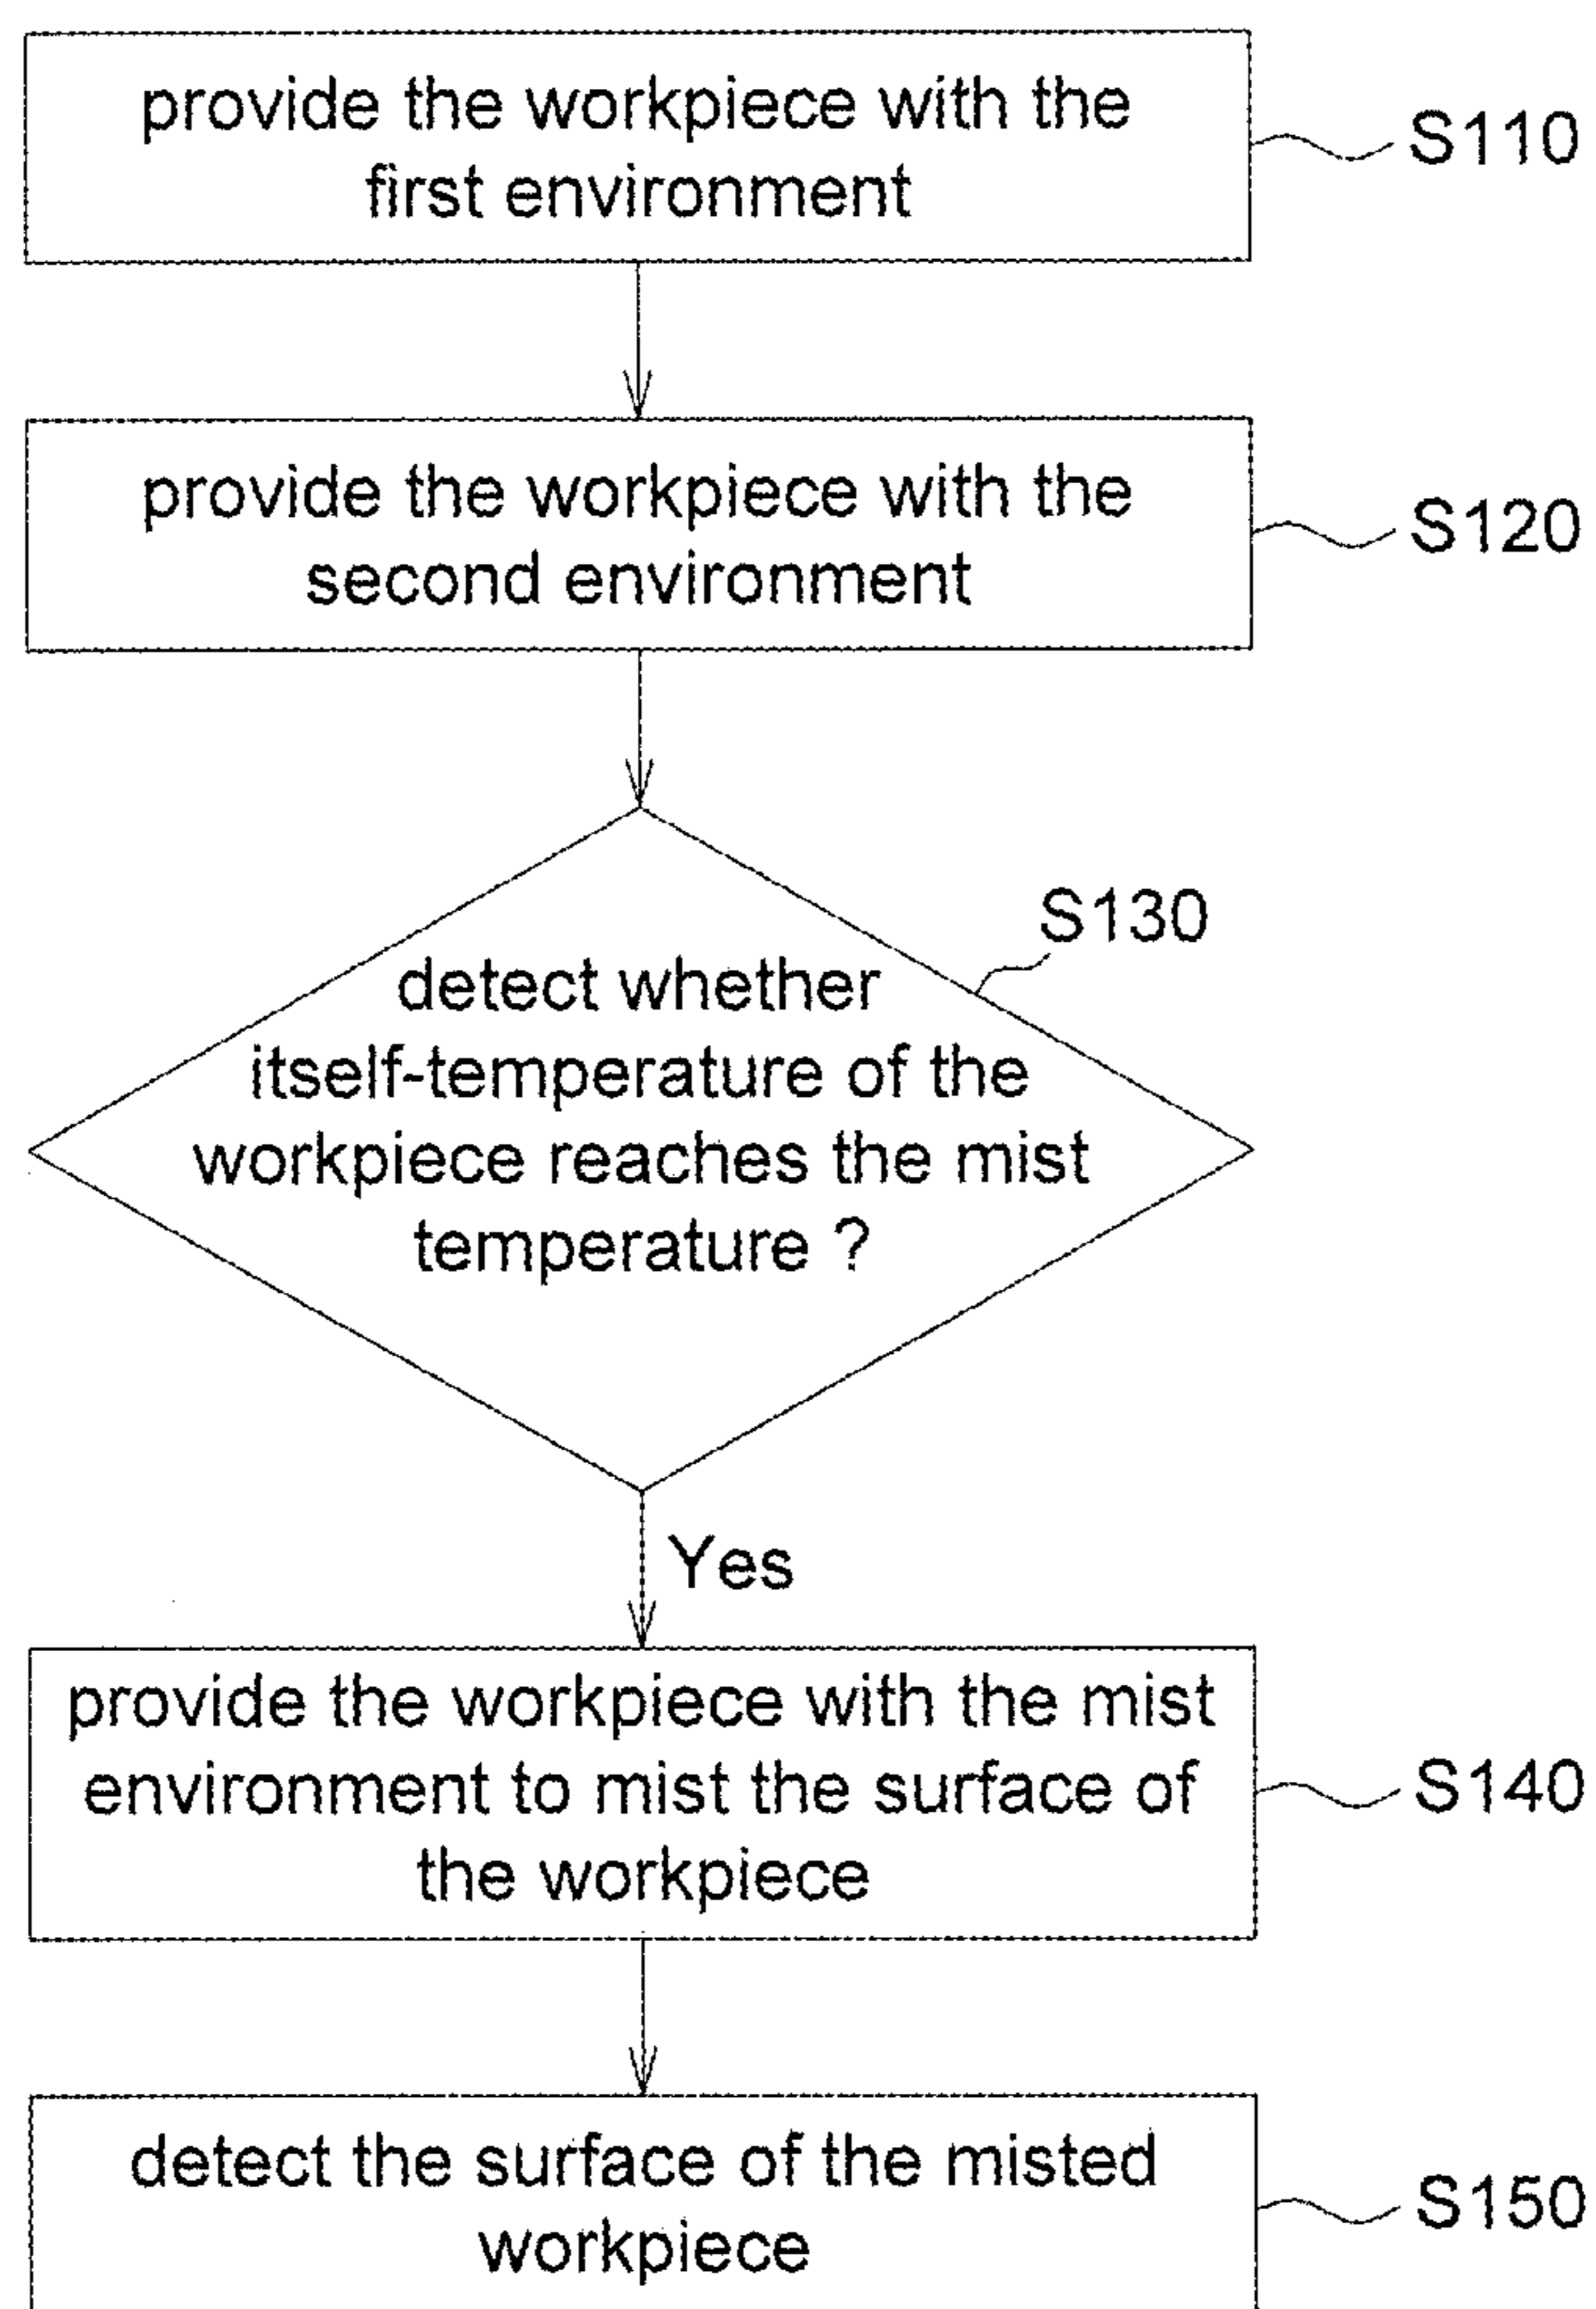 provide the workpiece with the
first environment
S110
provide the workpiece with the
second environment
S120
S130
detect whether
itself-temperature of the
workpiece reaches the mist
temperature ?
Yes
provide the workpiece with the mist
environment to mist the surface of
the workpiece
S140
detect the surface of the misted
workpiece
S150